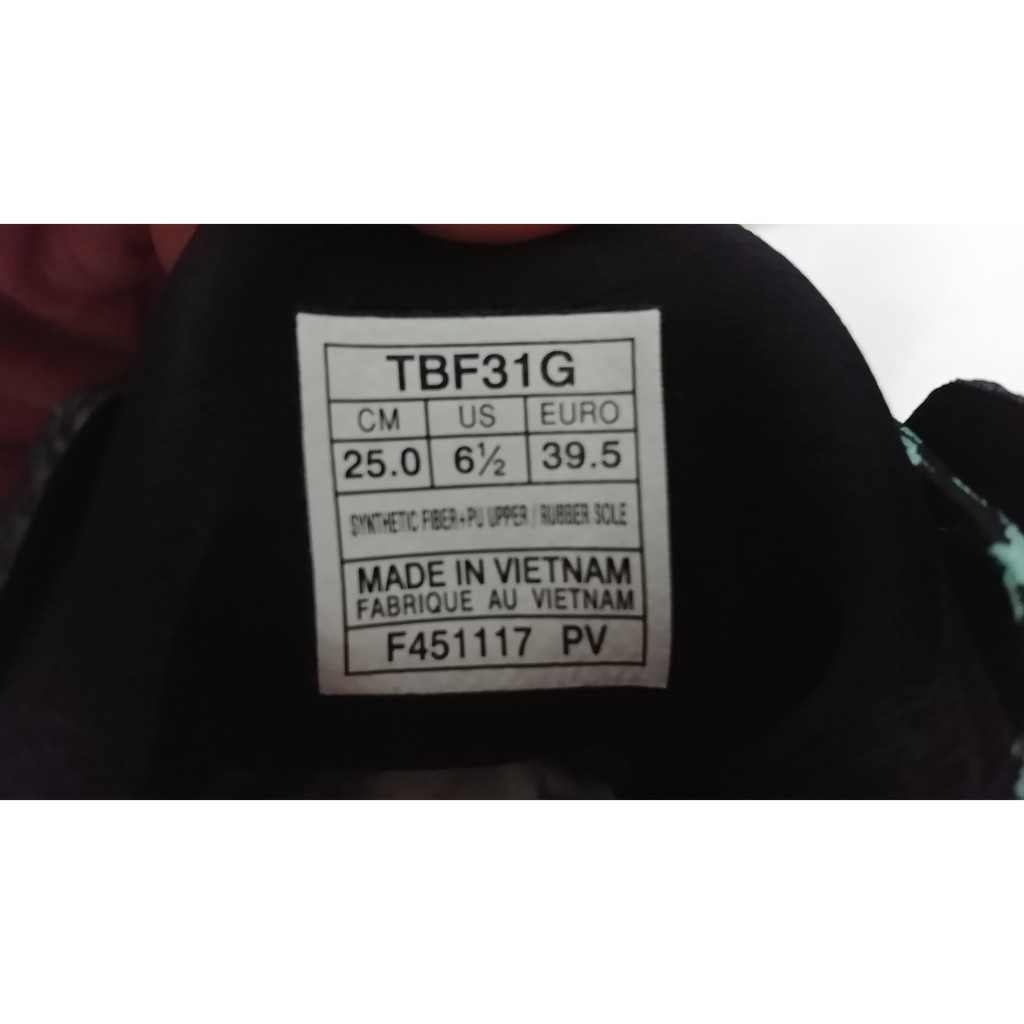 TBF31G
CM US EURO
25.0 6½ 39.5
SYNTHETIC FIBER+PU UPPER / RUBBER SOLE
MADE IN VIETNAM
FABRIQUE AU VIETNAM
F451117 PV